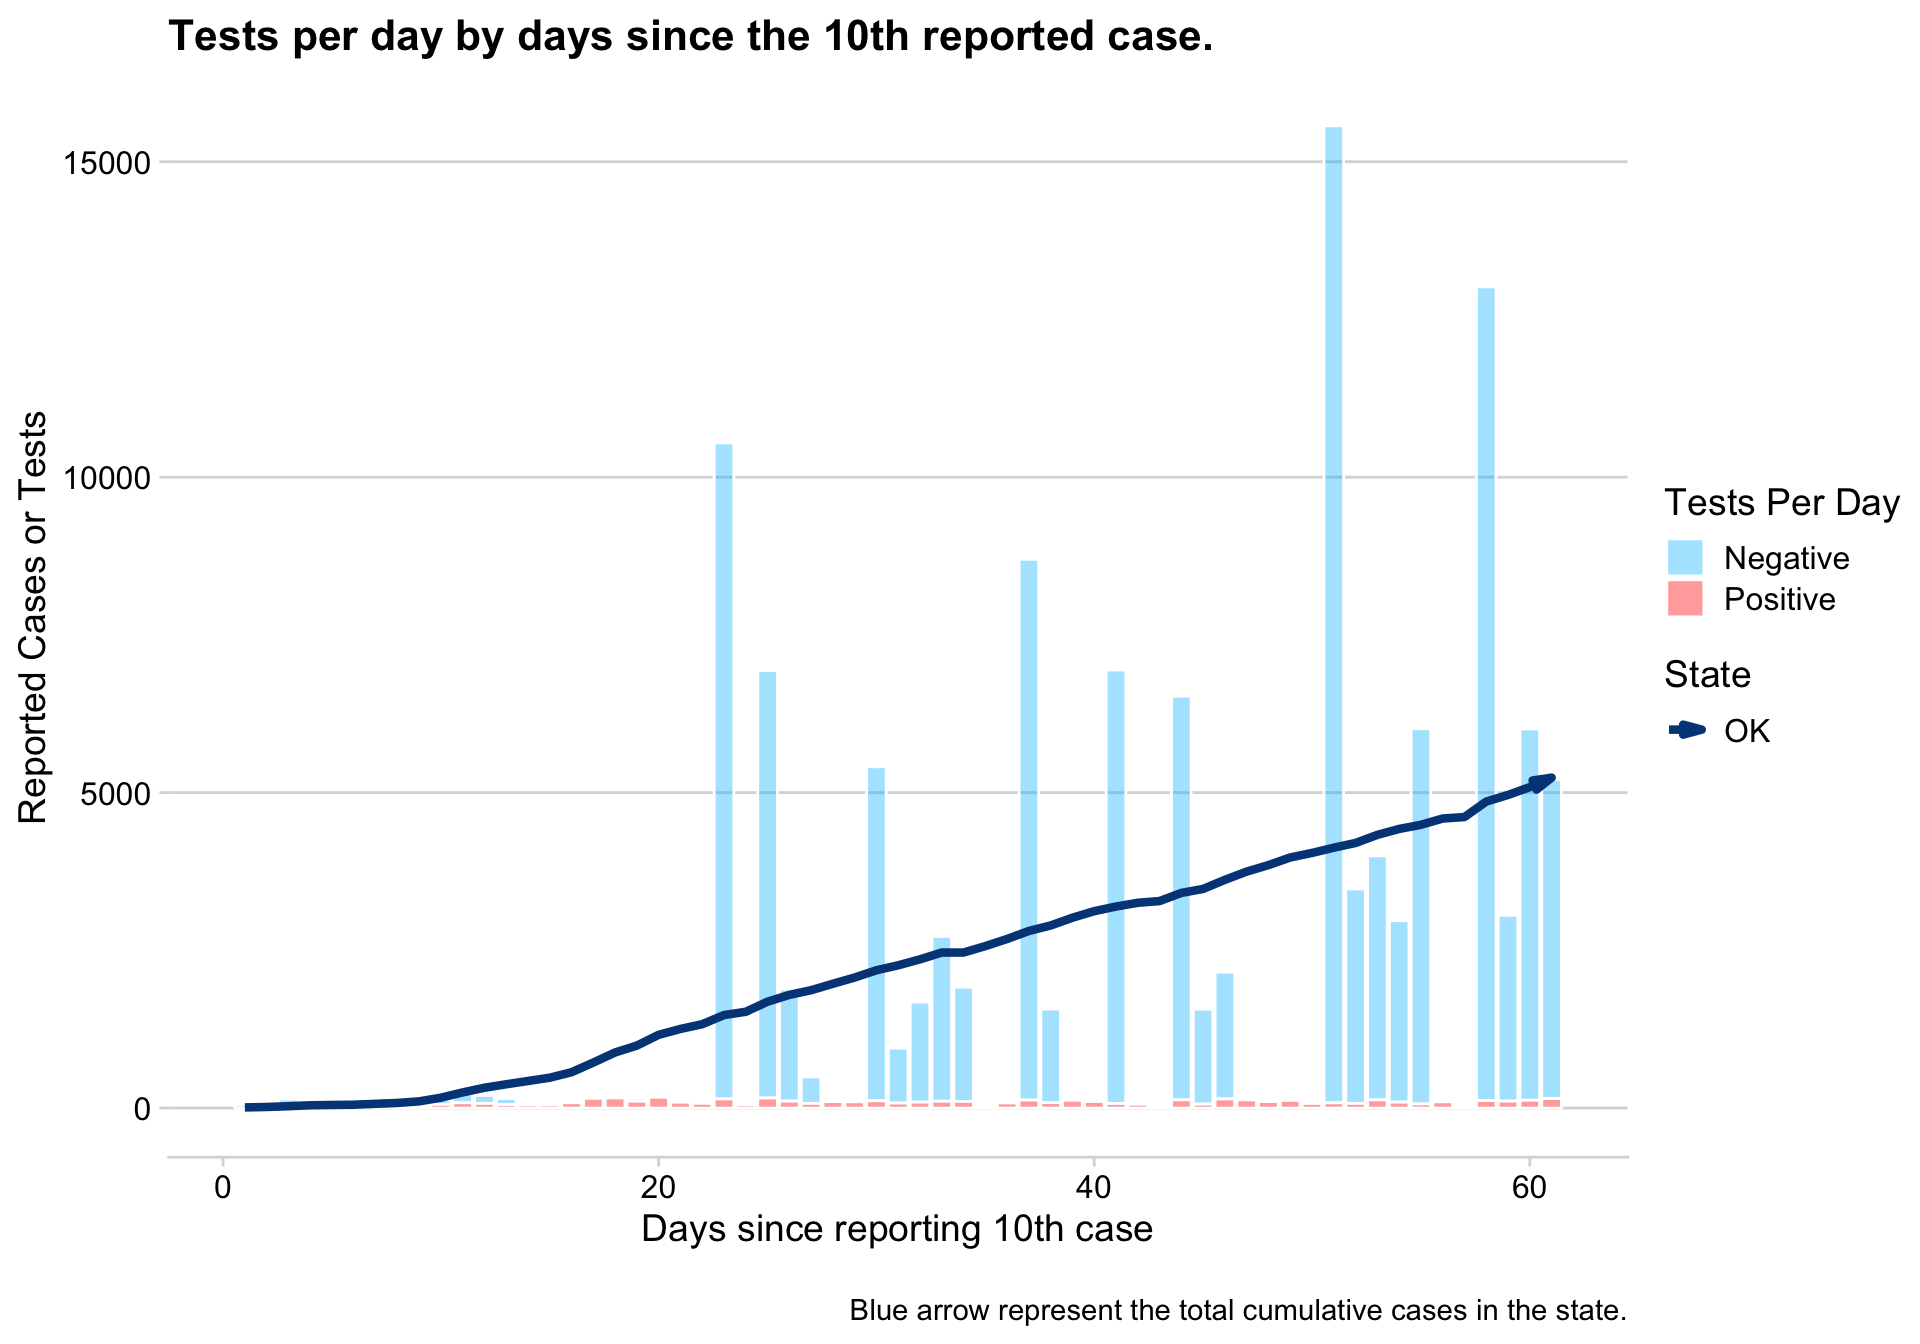 Tests per day by days since the 10th reported case.
15000
10000
5000
0
Reported Cases or Tests
0 20 40 60
Days since reporting 10th case
Tests Per Day
Negative
Positive
State
OK
Blue arrow represent the total cumulative cases in the state.